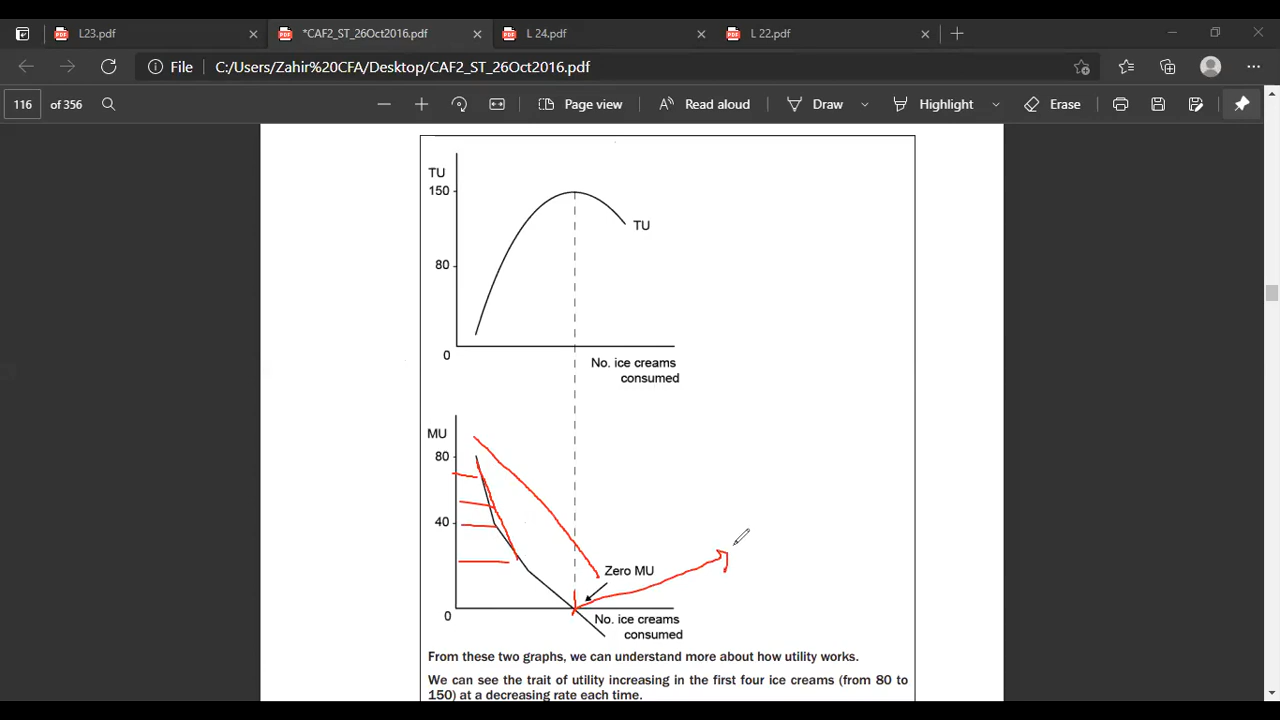 L23.pdf
*CAF2_ST_26Oct2016.pdf
L 24.pdf
L 22.pdf
File
C:/Users/Zahir%20CFA/Desktop/CAF2_ST_26Oct2016.pdf
116 of 356
Page view
Read aloud
Draw
Highlight
Erase
TU
150
TU
80
0
No. ice creams
consumed
MU
80
40
Zero MU
0
No. ice creams
consumed
From these two graphs, we can understand more about how utility works.
We can see the trait of utility increasing in the first four ice creams (from 80 to
150) at a decreasing rate each time.